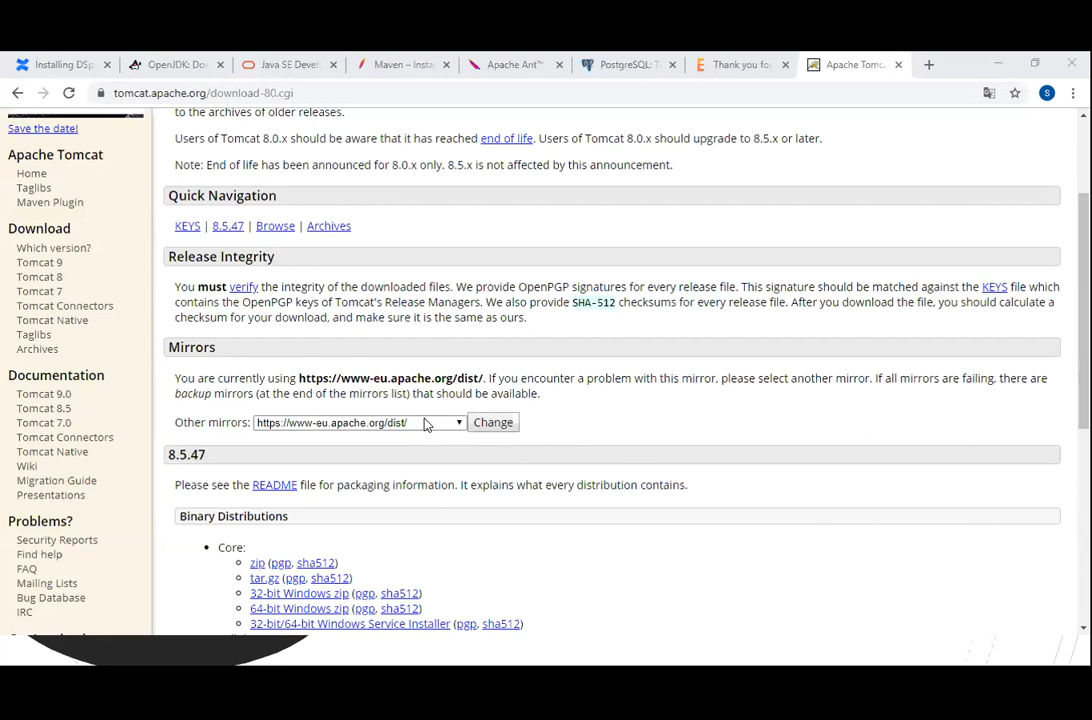 Installing DSp
OpenJDK: Do
Java SE Devel
Maven – Insta
Apache Ant™
PostgreSQL: T
Thank you fo
Apache Tomc
tomcat.apache.org/download-80.cgi
S
Save the date!
Apache Tomcat
Home
Taglibs
Maven Plugin
Download
Which version?
Tomcat 9
Tomcat 8
Tomcat 7
Tomcat Connectors
Tomcat Native
Taglibs
Archives
Documentation
Tomcat 9.0
Tomcat 8.5
Tomcat 7.0
Tomcat Connectors
Tomcat Native
Wiki
Migration Guide
Presentations
Problems?
Security Reports
Find help
FAQ
Mailing Lists
Bug Database
IRC
to the archives of older releases.
Users of Tomcat 8.0.x should be aware that it has reached end of life. Users of Tomcat 8.0.x should upgrade to 8.5.x or later.
Note: End of life has been announced for 8.0.x only. 8.5.x is not affected by this announcement.
Quick Navigation
KEYS | 8.5.47 | Browse | Archives
Release Integrity
You must verify the integrity of the downloaded files. We provide OpenPGP signatures for every release file. This signature should be matched against the KEYS file which
contains the OpenPGP keys of Tomcat's Release Managers. We also provide SHA-512 checksums for every release file. After you download the file, you should calculate a
checksum for your download, and make sure it is the same as ours.
Mirrors
You are currently using https://www-eu.apache.org/dist/. If you encounter a problem with this mirror, please select another mirror. If all mirrors are failing, there are
backup mirrors (at the end of the mirrors list) that should be available.
Other mirrors: https://www-eu.apache.org/dist/ Change
8.5.47
Please see the README file for packaging information. It explains what every distribution contains.
Binary Distributions
Core:
zip (pgp, sha512)
tar.gz (pgp, sha512)
32-bit Windows zip (pgp, sha512)
64-bit Windows zip (pgp, sha512)
32-bit/64-bit Windows Service Installer (pgp, sha512)